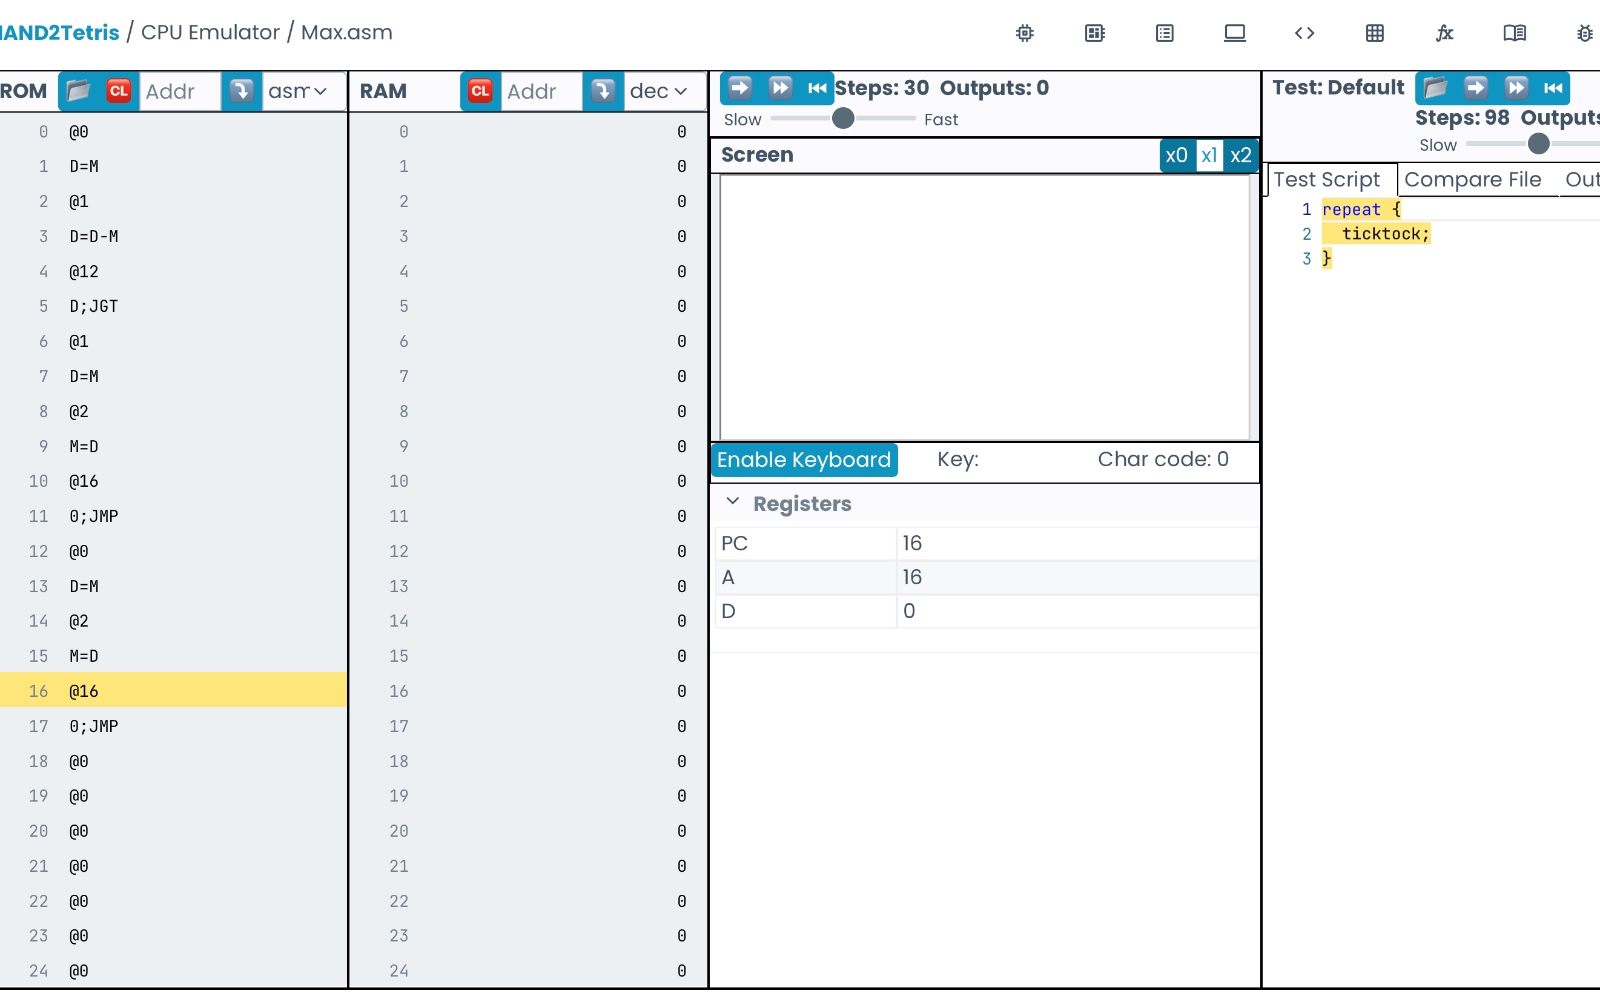 IAND2Tetris / CPU Emulator / Max.asm
ROM CL Addr asm
0 @0
1 D=M
2 @1
3 D=D-M
4 @12
5 D;JGT
6 @1
7 D=M
8 @2
9 M=D
10 @16
11 0;JMP
12 @0
13 D=M
14 @2
15 M=D
16 @16
17 0;JMP
18 @0
19 @0
20 @0
21 @0
22 @0
23 @0
24 @0
RAM CL Addr dec
0 0
1 0
2 0
3 0
4 0
5 0
6 0
7 0
8 0
9 0
10 0
11 0
12 0
13 0
14 0
15 0
16 0
17 0
18 0
19 0
20 0
21 0
22 0
23 0
24 0
Steps: 30 Outputs: 0
Slow Fast
Screen x0 x1 x2
Enable Keyboard Key: Char code: 0
Registers
PC 16
A 16
D 0
Test: Default
Steps: 98 Outputs
Slow
Test Script Compare File Out
1 repeat {
2 ticktock;
3 }